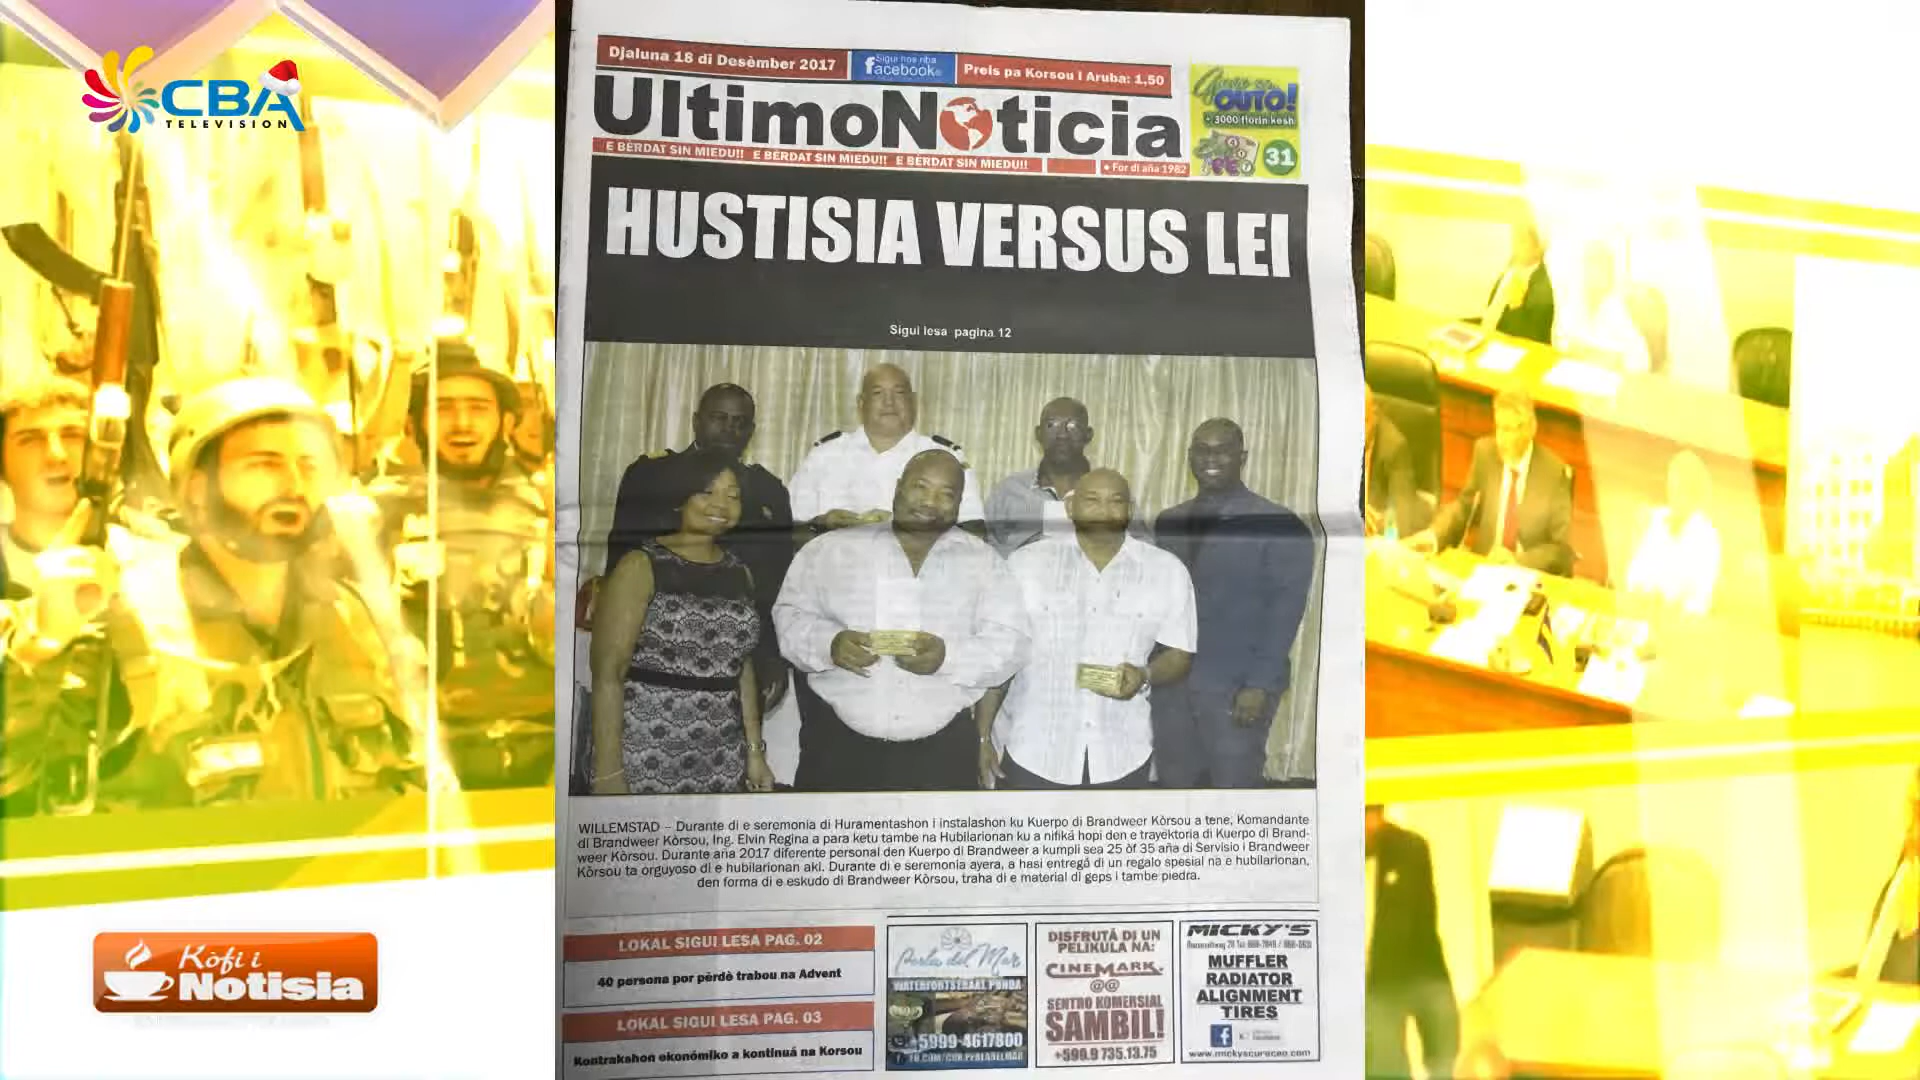 CBA
TELEVISION
Djaluna 18 di Desèmber 2017
Sigui nos riba
facebook
Preis pa Korsou i Aruba: 1,50
UltimoNoticia
OUTO!
+ 3000 florin kesh
31
E BÈRDAT SIN MIEDU!! E BÈRDAT SIN MIEDU!! E BÈRDAT SIN MIEDU!!
• For di aña 1982
HUSTISIA VERSUS LEI
Sigui lesa pagina 12
WILLEMSTAD – Durante di e seremonia di Huramentashon i instalashon ku Kuerpo di Brandweer Kòrsou a tene, Komandante
di Brandweer Kòrsou, Ing. Elvin Regina a para ketu tambe na Hubilarionan ku a nifiká hopi den e trayektoria di Kuerpo di Brand-
weer Kòrsou. Durante aña 2017 diferente personal den Kuerpo di Brandweer a kumpli sea 25 òf 35 aña di Servisio i Brandweer
Kòrsou ta orguyoso di e hubilarionan aki. Durante di e seremonia ayera, a hasi entregá di un regalo spesial na e hubilarionan,
den forma di e eskudo di Brandweer Kòrsou, traha di e material di geps i tambe piedra.
LOKAL SIGUI LESA PAG. 02
40 persona por pèrdè trabou na Advent
LOKAL SIGUI LESA PAG. 03
Kontrakshon ekonómiko a kontinuá na Korsou
Perla del Mar
WATERFORTSTRAAT PUNDA
+5999-4617800
DISFRUTÁ DI UN
PELIKULA NA:
CINEMARK.
@@
SENTRO KOMERSIAL
SAMBIL!
+599.9 735.13.75
MICKY'S
MUFFLER
RADIATOR
ALIGNMENT
TIRES
www.mickyscuracao.com
Kòfi i
Notisia